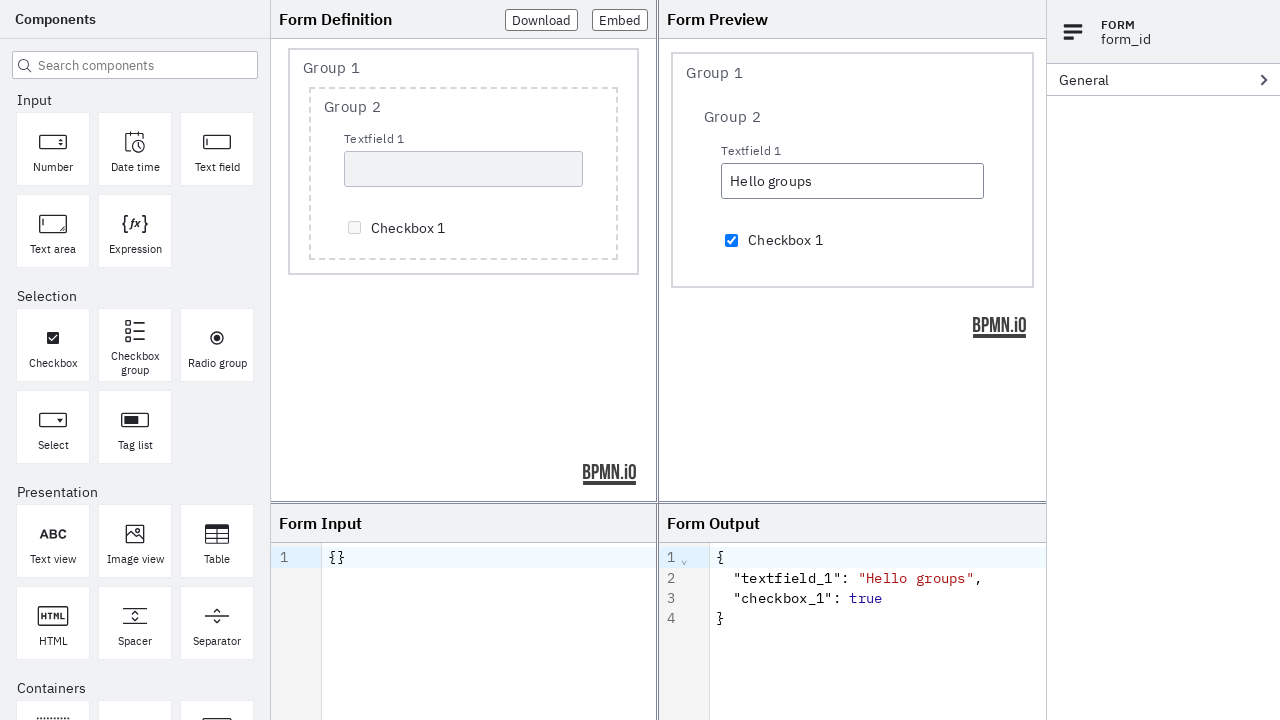 Components
Search components
Input
Number
Date time
Text field
Text area
Expression
Selection
Checkbox
Checkbox
group
Radio group
Select
Tag list
Presentation
ABC
Text view
Image view
Table
HTML
HTML
Spacer
Separator
Containers
Form Definition
Download
Embed
Group 1
Group 2
Textfield 1
Checkbox 1
BPMN.iO
Form Preview
Group 1
Group 2
Textfield 1
Hello groups
Checkbox 1
BPMN.iO
Form Input
1 {}
Form Output
1 {
2 "textfield_1": "Hello groups",
3 "checkbox_1": true
4 }
FORM
form_id
General